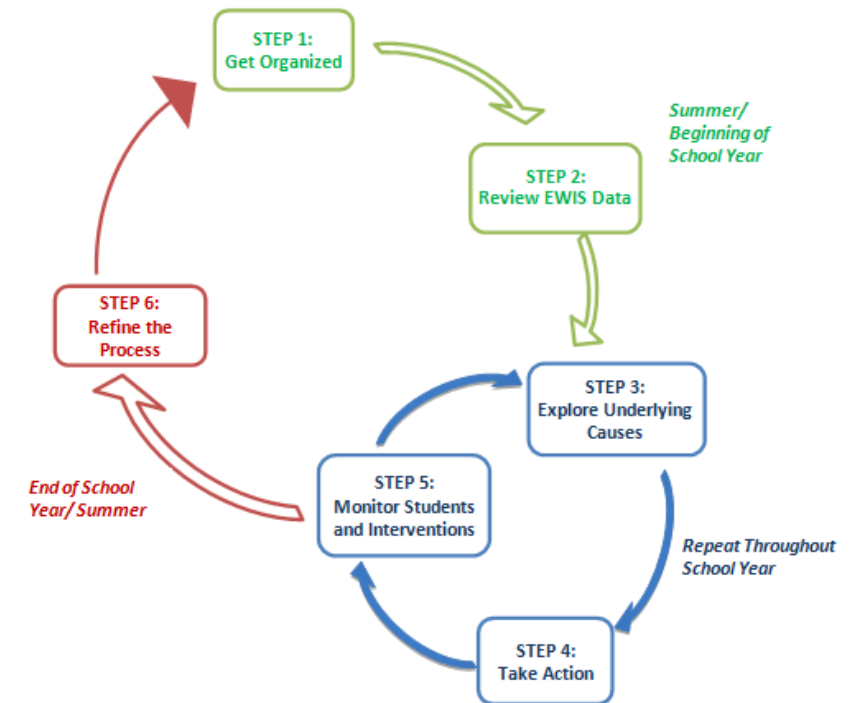 STEP 1:
Get Organized
Summer/
Beginning of
School Year
STEP 2:
Review EWIS Data
STEP 6:
Refine the
Process
STEP 3:
Explore Underlying
Causes
STEP 5:
Monitor Students
and Interventions
End of School
Year/ Summer
Repeat Throughout
School Year
STEP 4:
Take Action